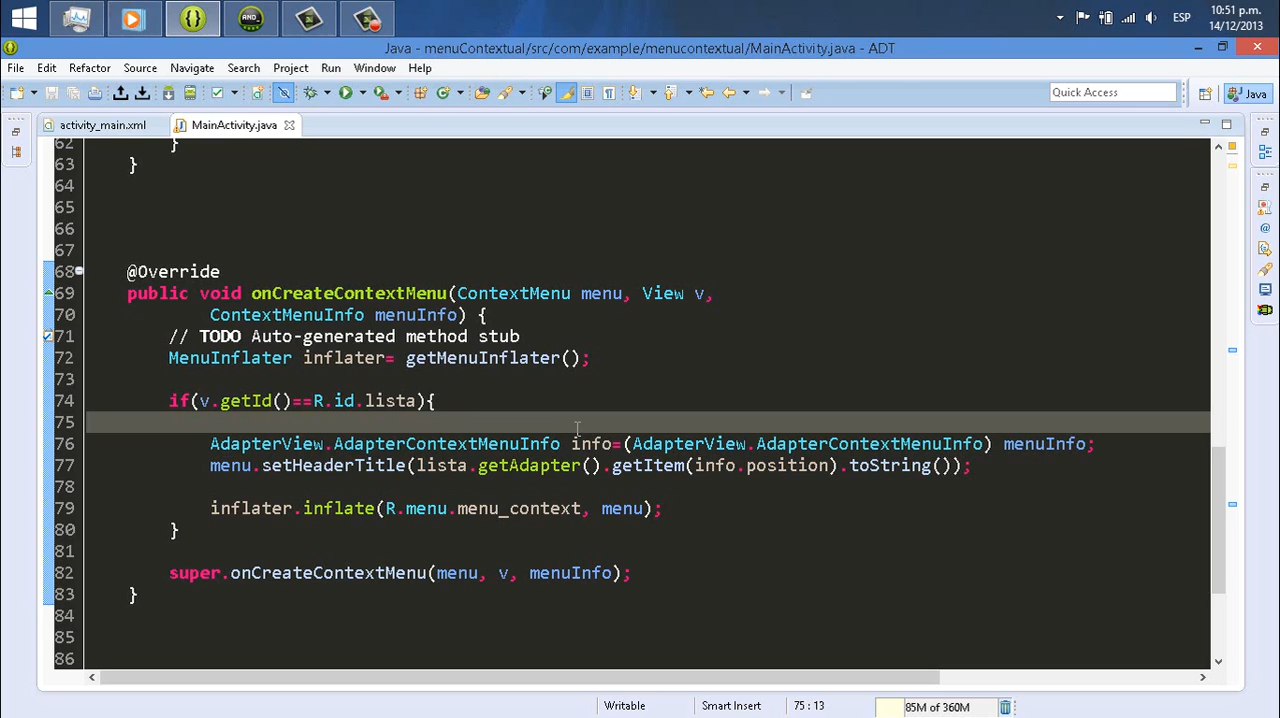 AND_
10:51 p.m.
ESP
14/12/2013
Java - menuContextual/src/com/example/menucontextual/MainActivity.java - ADT
File Edit Refactor Source Navigate Search Project Run Window Help
Quick Access
Java
activity_main.xml
MainActivity.java
62 }
63 }
64
65
66
67
68 @Override
69 public void onCreateContextMenu(ContextMenu menu, View v,
70 ContextMenuInfo menuInfo) {
71 // TODO Auto-generated method stub
72 MenuInflater inflater= getMenuInflater();
73
74 if(v.getId()==R.id.lista){
75
76 AdapterView.AdapterContextMenuInfo info=(AdapterView.AdapterContextMenuInfo) menuInfo;
77 menu.setHeaderTitle(lista.getAdapter().getItem(info.position).toString());
78
79 inflater.inflate(R.menu.menu_context, menu);
80 }
81
82 super.onCreateContextMenu(menu, v, menuInfo);
83 }
84
85
86
Writable Smart Insert 75 : 13 85M of 360M